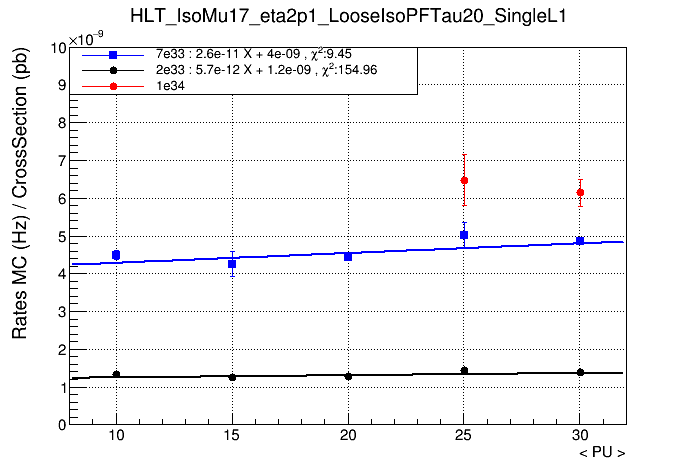 HLT_IsoMu17_eta2p1_LooseIsoPFTau20_SingleL1
×10⁻⁹
7e33 : 2.6e-11 X + 4e-09 , χ²:9.45
2e33 : 5.7e-12 X + 1.2e-09 , χ²:154.96
1e34
Rates MC (Hz) / CrossSection (pb)
10
9
8
7
6
5
4
3
2
1
0
10 15 20 25 30
< PU >